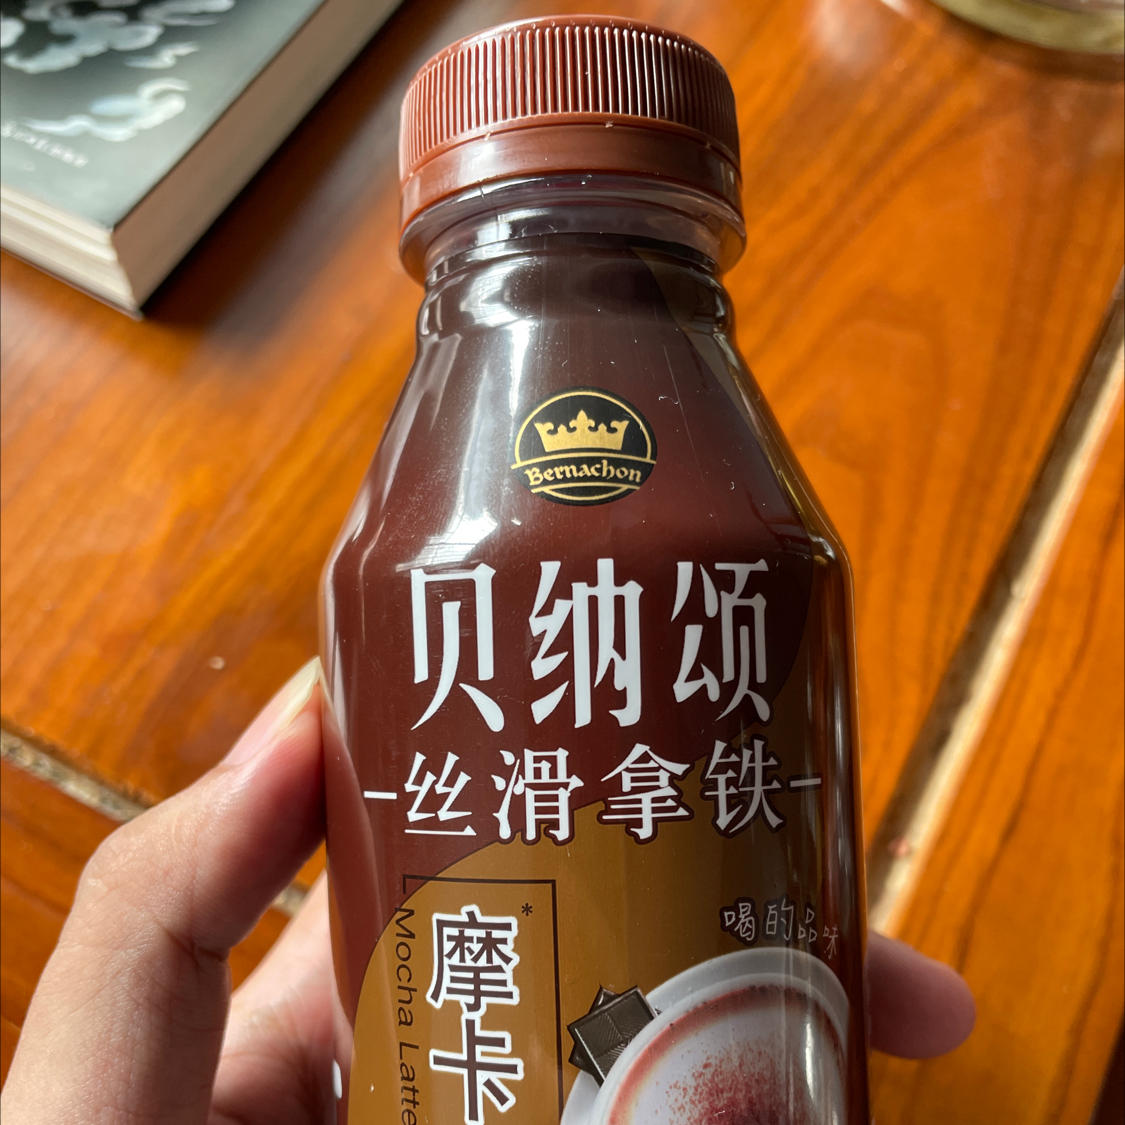 Bernachon
贝纳颂
-丝滑拿铁-
喝的品味
摩卡*
Mocha Latte